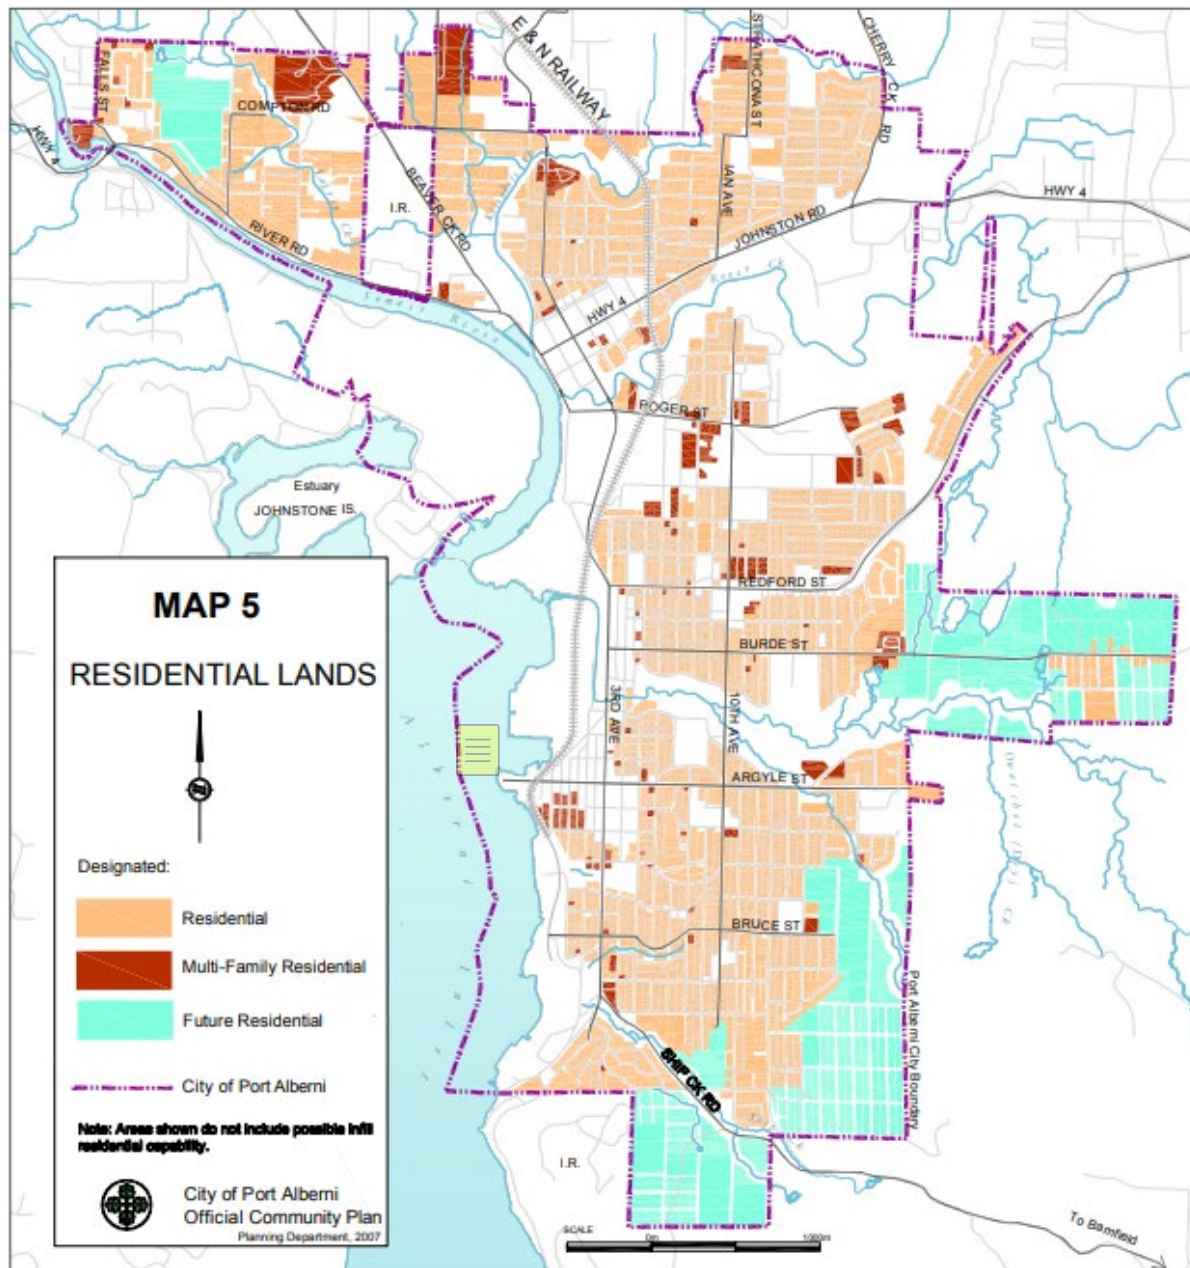 E & N RAILWAY
STRATHCONA ST
CHERRY CK RD
FALLS ST
COMPTON RD
HWY 4
BEAVER CK RD
I.R.
IAN AVE
HWY 4
JOHNSTON RD
RIVER RD
Roger Ck
Somass River
HWY 4
ROGER ST
Estuary
JOHNSTONE IS.
REDFORD ST
BURDE ST
3RD AVE
10TH AVE
ARGYLE ST
BRUCE ST
Port Alberni City Boundary
SHIP CK RD
I.R.
To Bamfield
SCALE
0m 1000m
MAP 5
RESIDENTIAL LANDS
Designated:
Residential
Multi-Family Residential
Future Residential
City of Port Alberni
Note: Areas shown do not include possible infill
residential capability.
City of Port Alberni
Official Community Plan
Planning Department, 2007